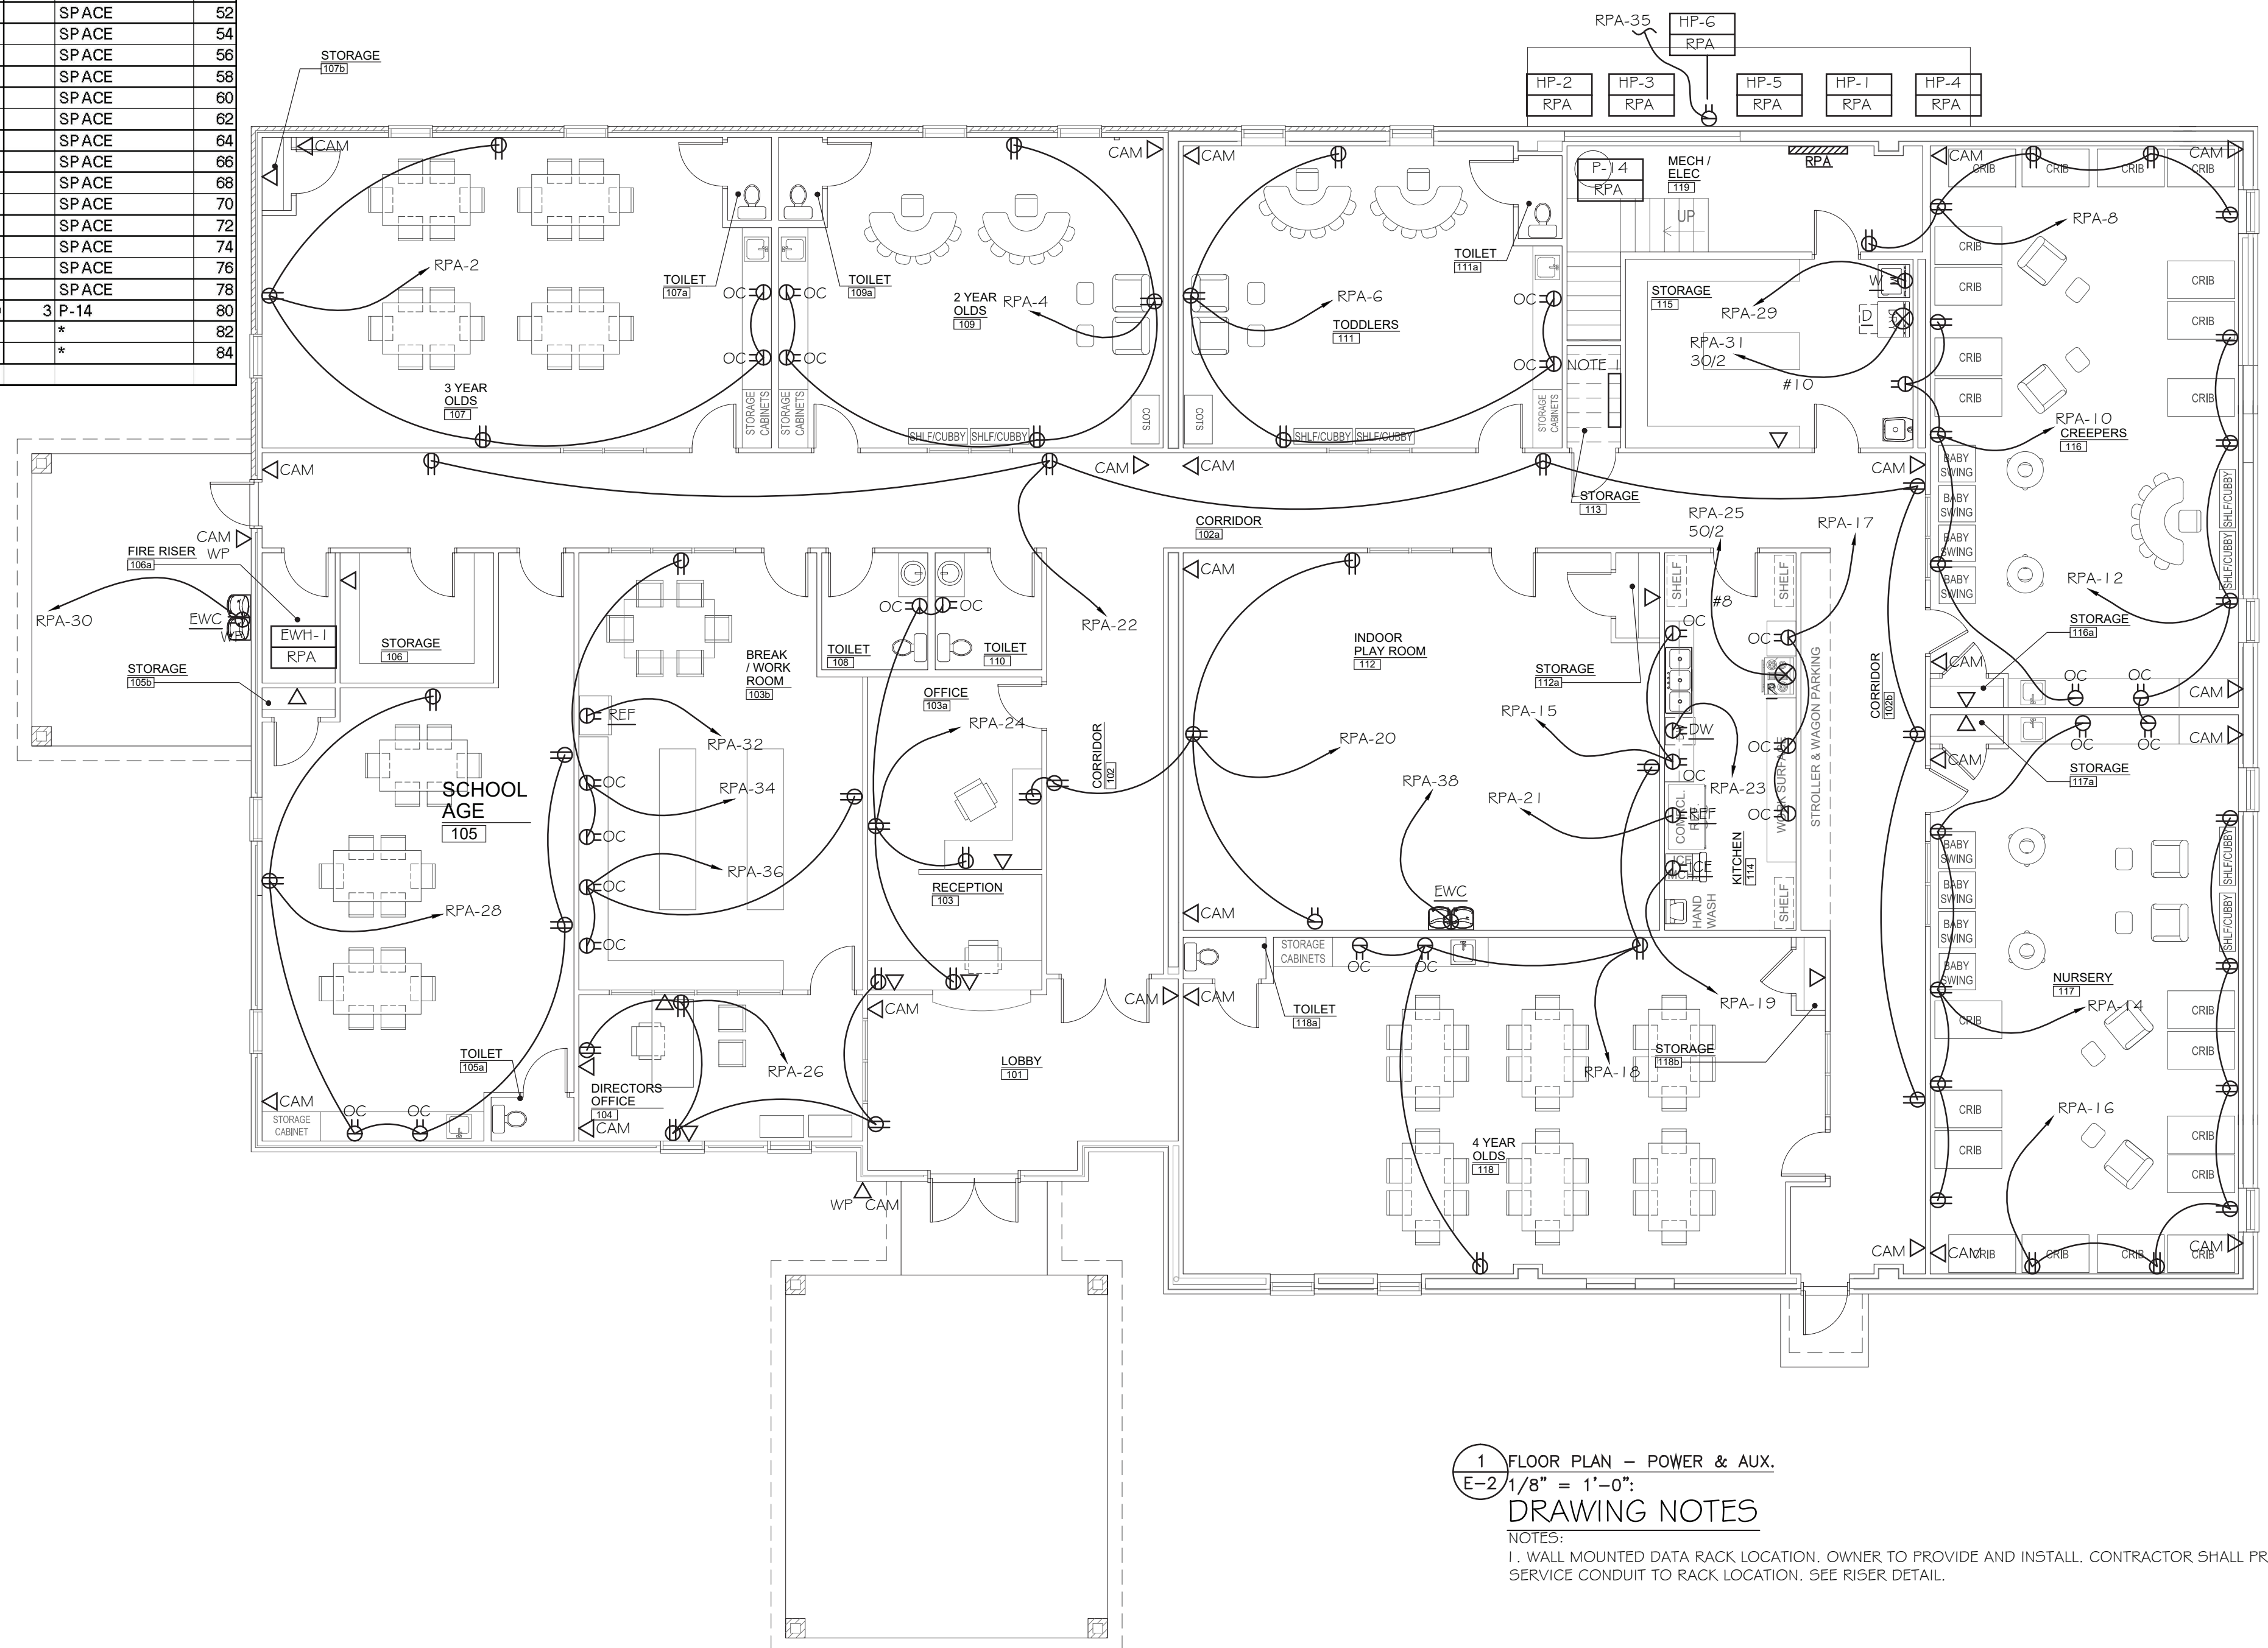 SPACE 52
SPACE 54
SPACE 56
SPACE 58
SPACE 60
SPACE 62
SPACE 64
SPACE 66
SPACE 68
SPACE 70
SPACE 72
SPACE 74
SPACE 76
SPACE 78
3 P-14 80
* 82
* 84
RPA-35
HP-6
RPA
HP-2
RPA
HP-3
RPA
HP-5
RPA
HP-1
RPA
HP-4
RPA
STORAGE
107b
CAM
RPA-2
TOILET
107a
OC
OC
3 YEAR
OLDS
107
STORAGE
CABINETS
STORAGE
CABINETS
TOILET
109a
OC
OC
2 YEAR
OLDS
109
RPA-4
CAM
SHLF/CUBBY
SHLF/CUBBY
COTS
CAM
COTS
RPA-6
TODDLERS
111
SHLF/CUBBY
SHLF/CUBBY
TOILET
111a
OC
OC
STORAGE
CABINETS
P-14
RPA
MECH /
ELEC
119
RPA
UP
NOTE 1
STORAGE
115
W
RPA-29
D
RPA-31
30/2
#10
CAM
CRIB
CRIB
CRIB
CRIB
CAM
RPA-8
CRIB
CRIB
CRIB
CRIB
CRIB
CRIB
CRIB
RPA-10
CREEPERS
116
BABY
SWING
BABY
SWING
BABY
SWING
BABY
SWING
SHLF/CUBBY
SHLF/CUBBY
RPA-12
STORAGE
116a
OC
OC
CAM
CAM
CAM
CAM
CAM
CAM
STORAGE
113
CORRIDOR
102a
RPA-22
CAM
WP
FIRE RISER
106a
RPA-30
EWC
WP
EWH-1
RPA
STORAGE
106
STORAGE
105b
SCHOOL
AGE
105
RPA-28
CAM
STORAGE
CABINET
OC
OC
TOILET
105a
BREAK
/ WORK
ROOM
103b
REF
RPA-32
OC
RPA-34
OC
OC
RPA-36
OC
TOILET
108
OC
OC
TOILET
110
OFFICE
103a
RPA-24
RECEPTION
103
CORRIDOR
102
DIRECTORS
OFFICE
104
CAM
RPA-26
CAM
LOBBY
101
CAM
WP CAM
CAM
INDOOR
PLAY ROOM
112
RPA-20
STORAGE
112a
RPA-15
RPA-38
RPA-21
EWC
CAM
RPA-25
50/2
RPA-17
#8
SHELF
SHELF
OC
OC
R
DW
OC
OC
RPA-23
COMRCL.
REF.
REF
OC
WORK SURFACE
STROLLER & WAGON PARKING
ICE
KITCHEN
114
HAND
WASH
SHELF
CORRIDOR
102b
CAM
STORAGE
CABINETS
OC
OC
TOILET
118a
RPA-19
STORAGE
118b
RPA-18
4 YEAR
OLDS
118
CAM
OC
OC
CAM
CAM
STORAGE
117a
BABY
SWING
BABY
SWING
BABY
SWING
BABY
SWING
SHLF/CUBBY
SHLF/CUBBY
NURSERY
117
RPA-14
CRIB
CRIB
CRIB
CRIB
CRIB
RPA-16
CRIB
CRIB
CAM
CAM
CRIB
CRIB
CRIB
CRIB
CAM
1
E-2
FLOOR PLAN – POWER & AUX.
1/8" = 1'-0":
DRAWING NOTES
NOTES:
1. WALL MOUNTED DATA RACK LOCATION. OWNER TO PROVIDE AND INSTALL. CONTRACTOR SHALL PR
SERVICE CONDUIT TO RACK LOCATION. SEE RISER DETAIL.